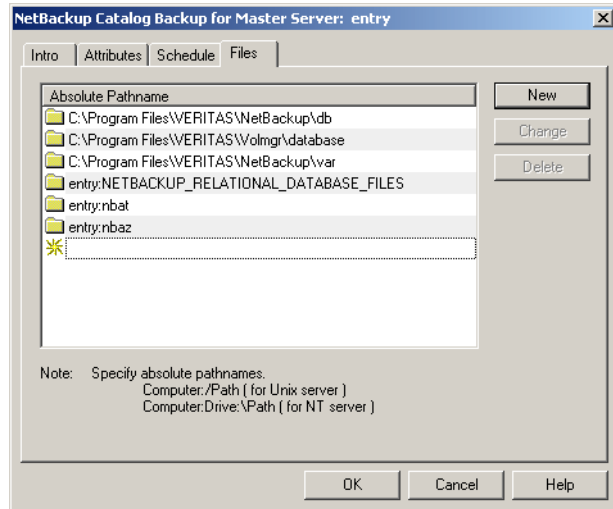 NetBackup Catalog Backup for Master Server: entry
Intro Attributes Schedule Files
Absolute Pathname
C:\Program Files\VERITAS\NetBackup\db
C:\Program Files\VERITAS\Volmgr\database
C:\Program Files\VERITAS\NetBackup\var
entry:NETBACKUP_RELATIONAL_DATABASE_FILES
entry:nbat
entry:nbaz
New
Change
Delete
Note: Specify absolute pathnames.
Computer:/Path ( for Unix server )
Computer:Drive:\Path ( for NT server )
OK Cancel Help